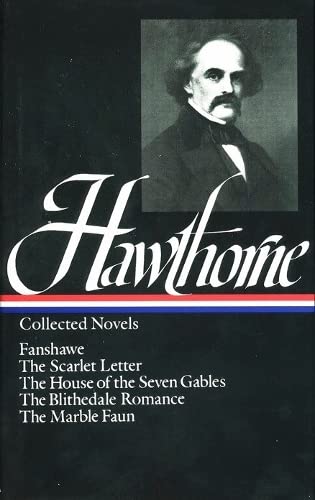 Hawthorne
Collected Novels
Fanshawe
The Scarlet Letter
The House of the Seven Gables
The Blithedale Romance
The Marble Faun